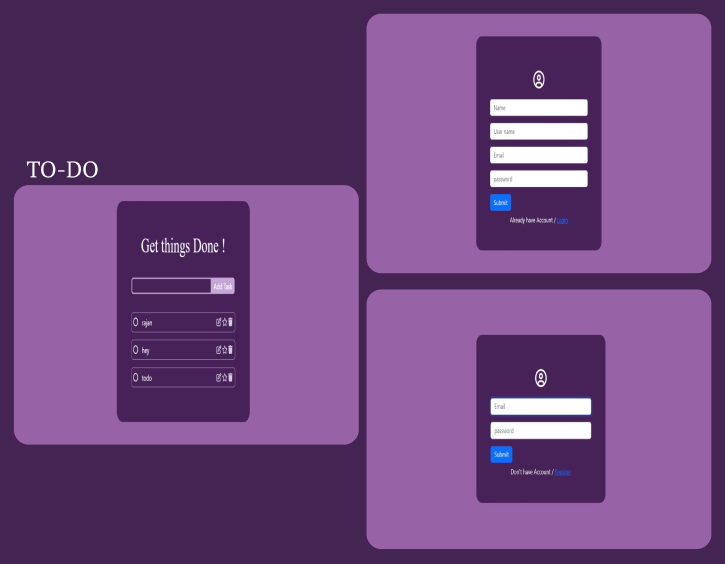 TO-DO
Get things Done !
Add Task
rajan
hey
todo
Name
User name
Email
password
Submit
Already have Account / Login
Email
password
Submit
Don't have Account / Register